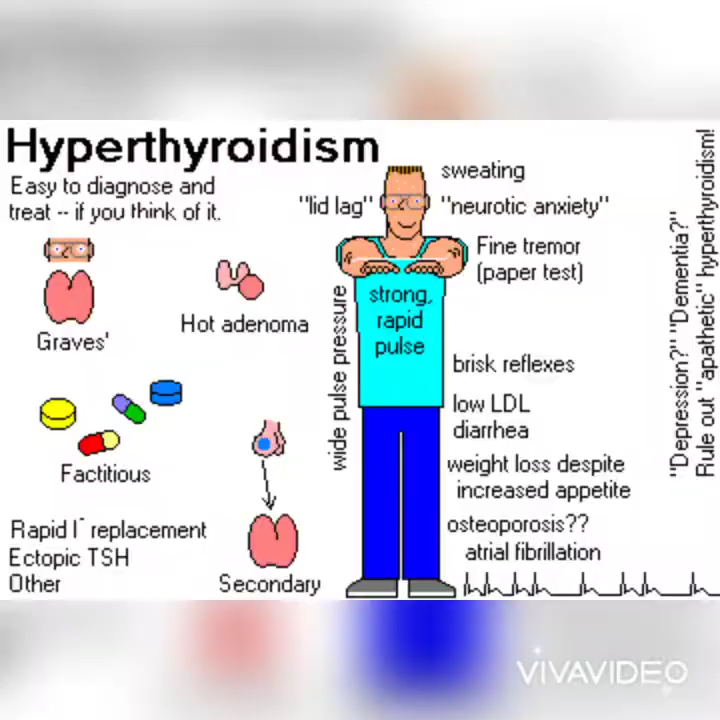 Hyperthyroidism
Easy to diagnose and
treat -- if you think of it.
Graves'
Hot adenoma
Factitious
Rapid I⁻ replacement
Ectopic TSH
Other
Secondary
"lid lag"
sweating
"neurotic anxiety"
Fine tremor
(paper test)
strong,
rapid
pulse
wide pulse pressure
brisk reflexes
low LDL
diarrhea
weight loss despite
increased appetite
osteoporosis??
atrial fibrillation
"Depression?" "Dementia?"
Rule out "apathetic" hyperthyroidism!
VIVAVIDEO